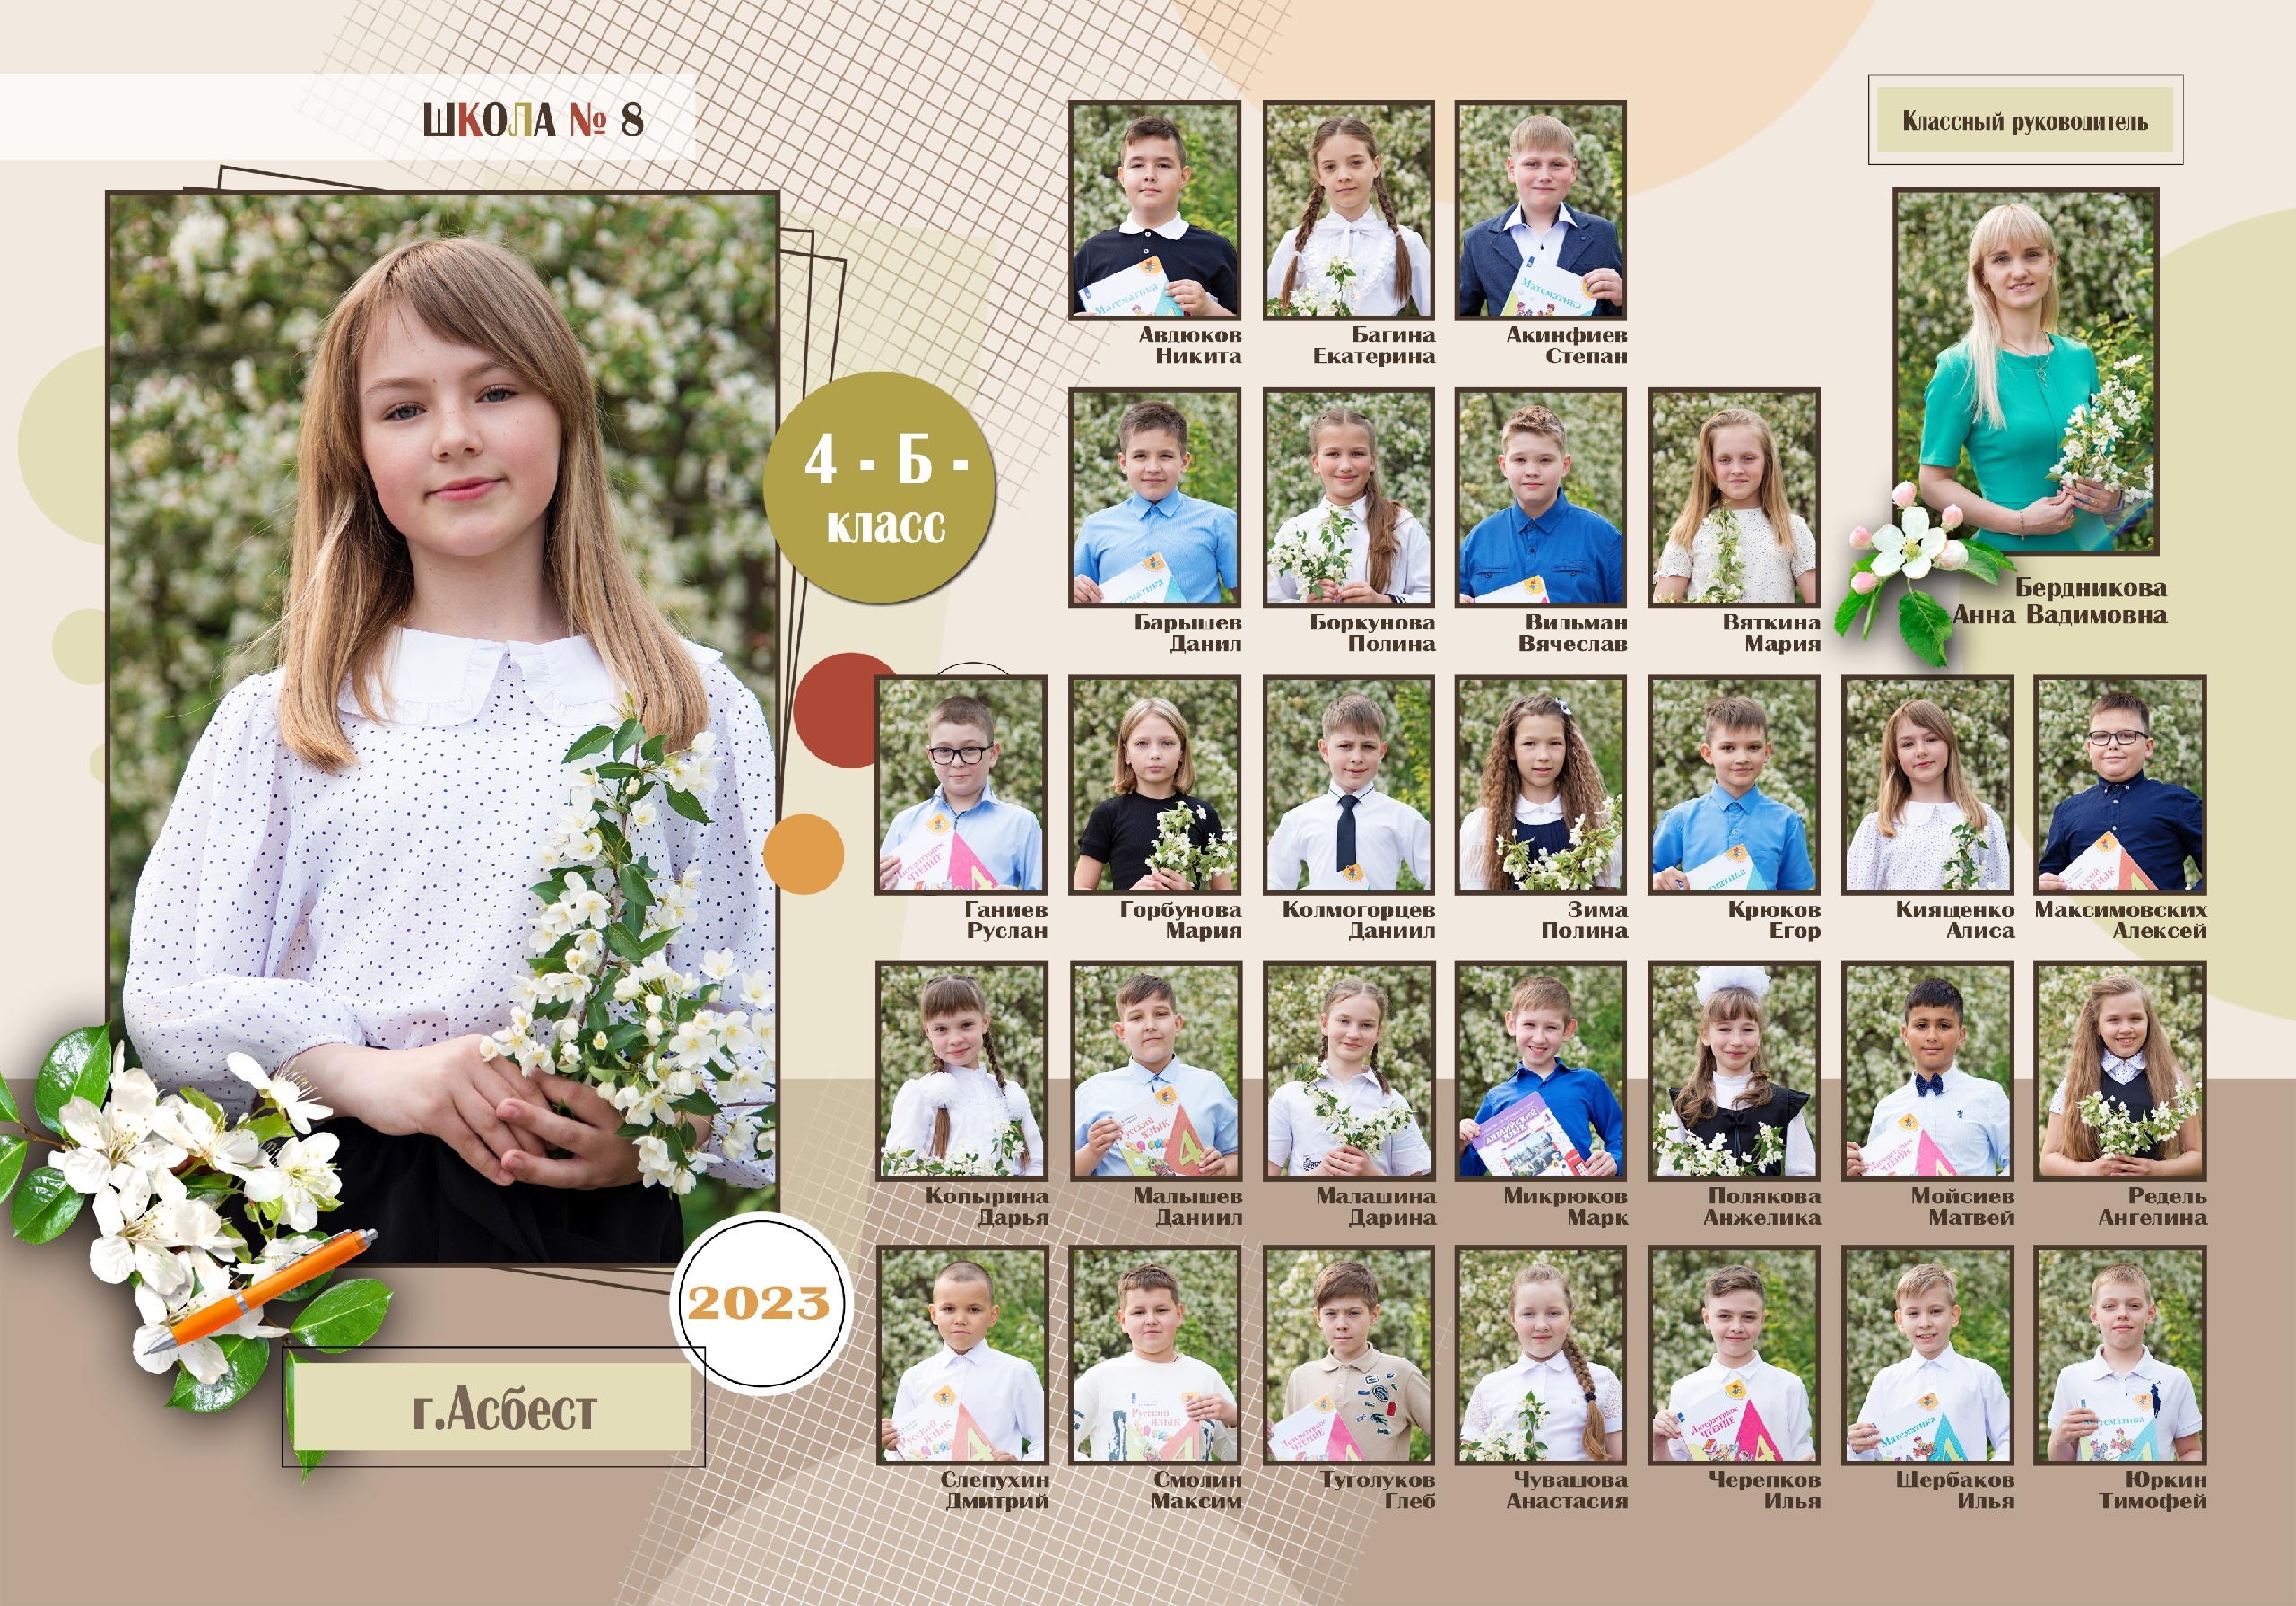 ШКОЛА № 8
Классный руководитель
Авдюков
Никита
Багина
Екатерина
Акинфиев
Степан
4 - Б -
класс
Барышев
Данил
Боркунова
Полина
Вильман
Вячеслав
Вяткина
Мария
Бердникова
Анна Вадимовна
Ганиев
Руслан
Горбунова
Мария
Колмогорцев
Даниил
Зима
Полина
Крюков
Егор
Киященко
Алиса
Максимовских
Алексей
Копырина
Дарья
Малышев
Даниил
Малашина
Дарина
Микрюков
Марк
Полякова
Анжелика
Мойсиев
Матвей
Редель
Ангелина
2023
г.Асбест
Слепухин
Дмитрий
Смолин
Максим
Туголуков
Глеб
Чувашова
Анастасия
Черепков
Илья
Щербаков
Илья
Юркин
Тимофей